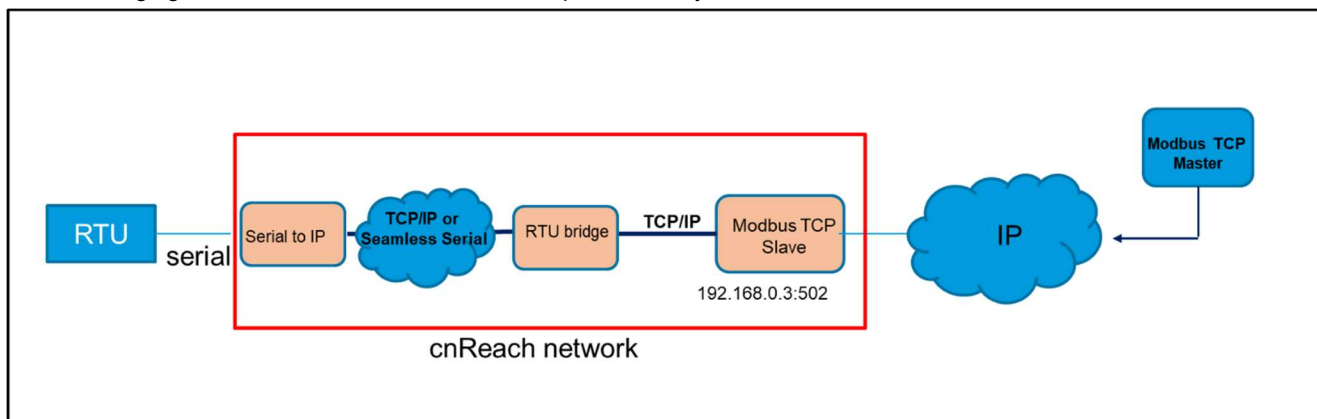 RTU
serial
Serial to IP
TCP/IP or
Seamless Serial
RTU bridge
TCP/IP
Modbus TCP
Slave
192.168.0.3:502
IP
Modbus TCP
Master
cnReach network